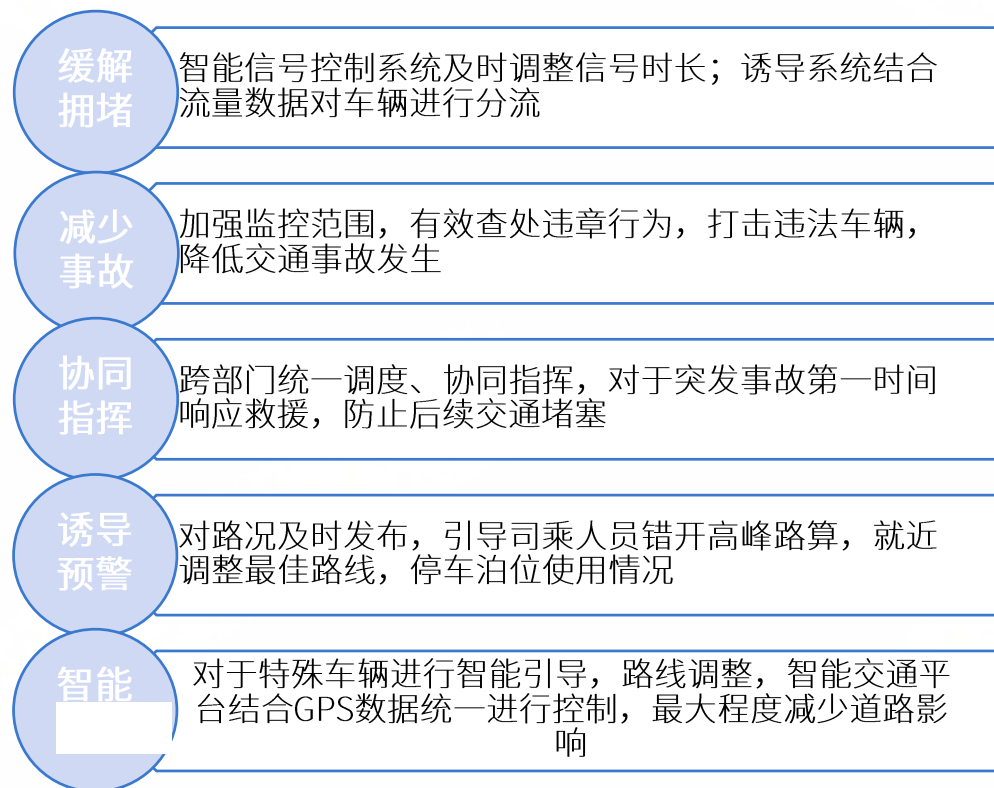 缓解
拥堵
智能信号控制系统及时调整信号时长；诱导系统结合
流量数据对车辆进行分流
减少
事故
加强监控范围，有效查处违章行为，打击违法车辆，
降低交通事故发生
协同
指挥
跨部门统一调度、协同指挥，对于突发事故第一时间
响应救援，防止后续交通堵塞
诱导
预警
对路况及时发布，引导司乘人员错开高峰路算，就近
调整最佳路线，停车泊位使用情况
智能
对于特殊车辆进行智能引导，路线调整，智能交通平
台结合GPS数据统一进行控制，最大程度减少道路影
响